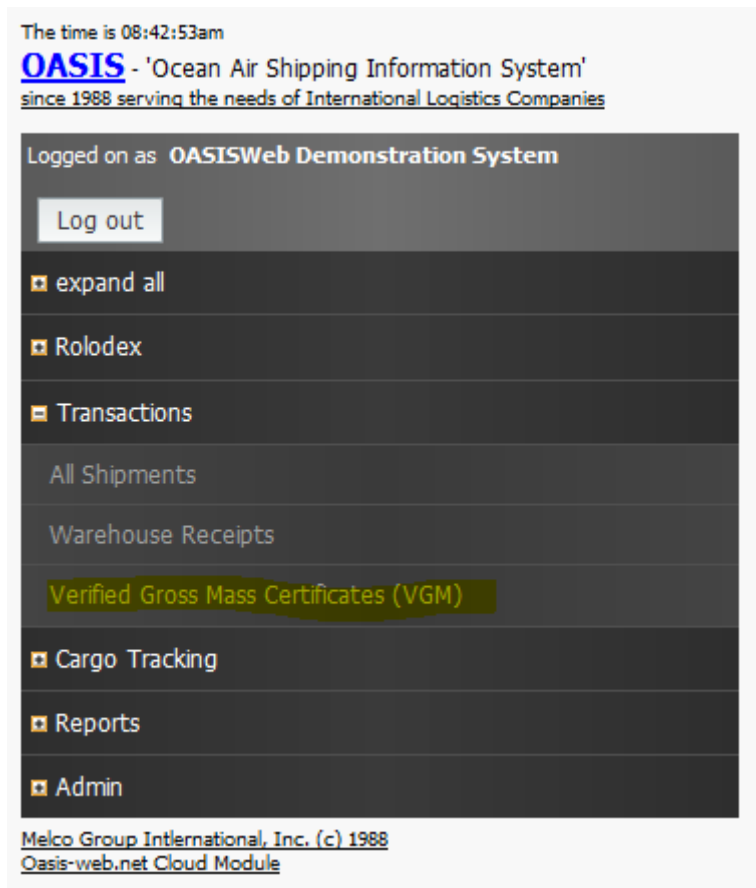 The time is 08:42:53am
OASIS - 'Ocean Air Shipping Information System'
since 1988 serving the needs of International Logistics Companies
Logged on as OASISWeb Demonstration System
Log out
expand all
Rolodex
Transactions
All Shipments
Warehouse Receipts
Verified Gross Mass Certificates (VGM)
Cargo Tracking
Reports
Admin
Melco Group Intlernational, Inc. (c) 1988
Oasis-web.net Cloud Module